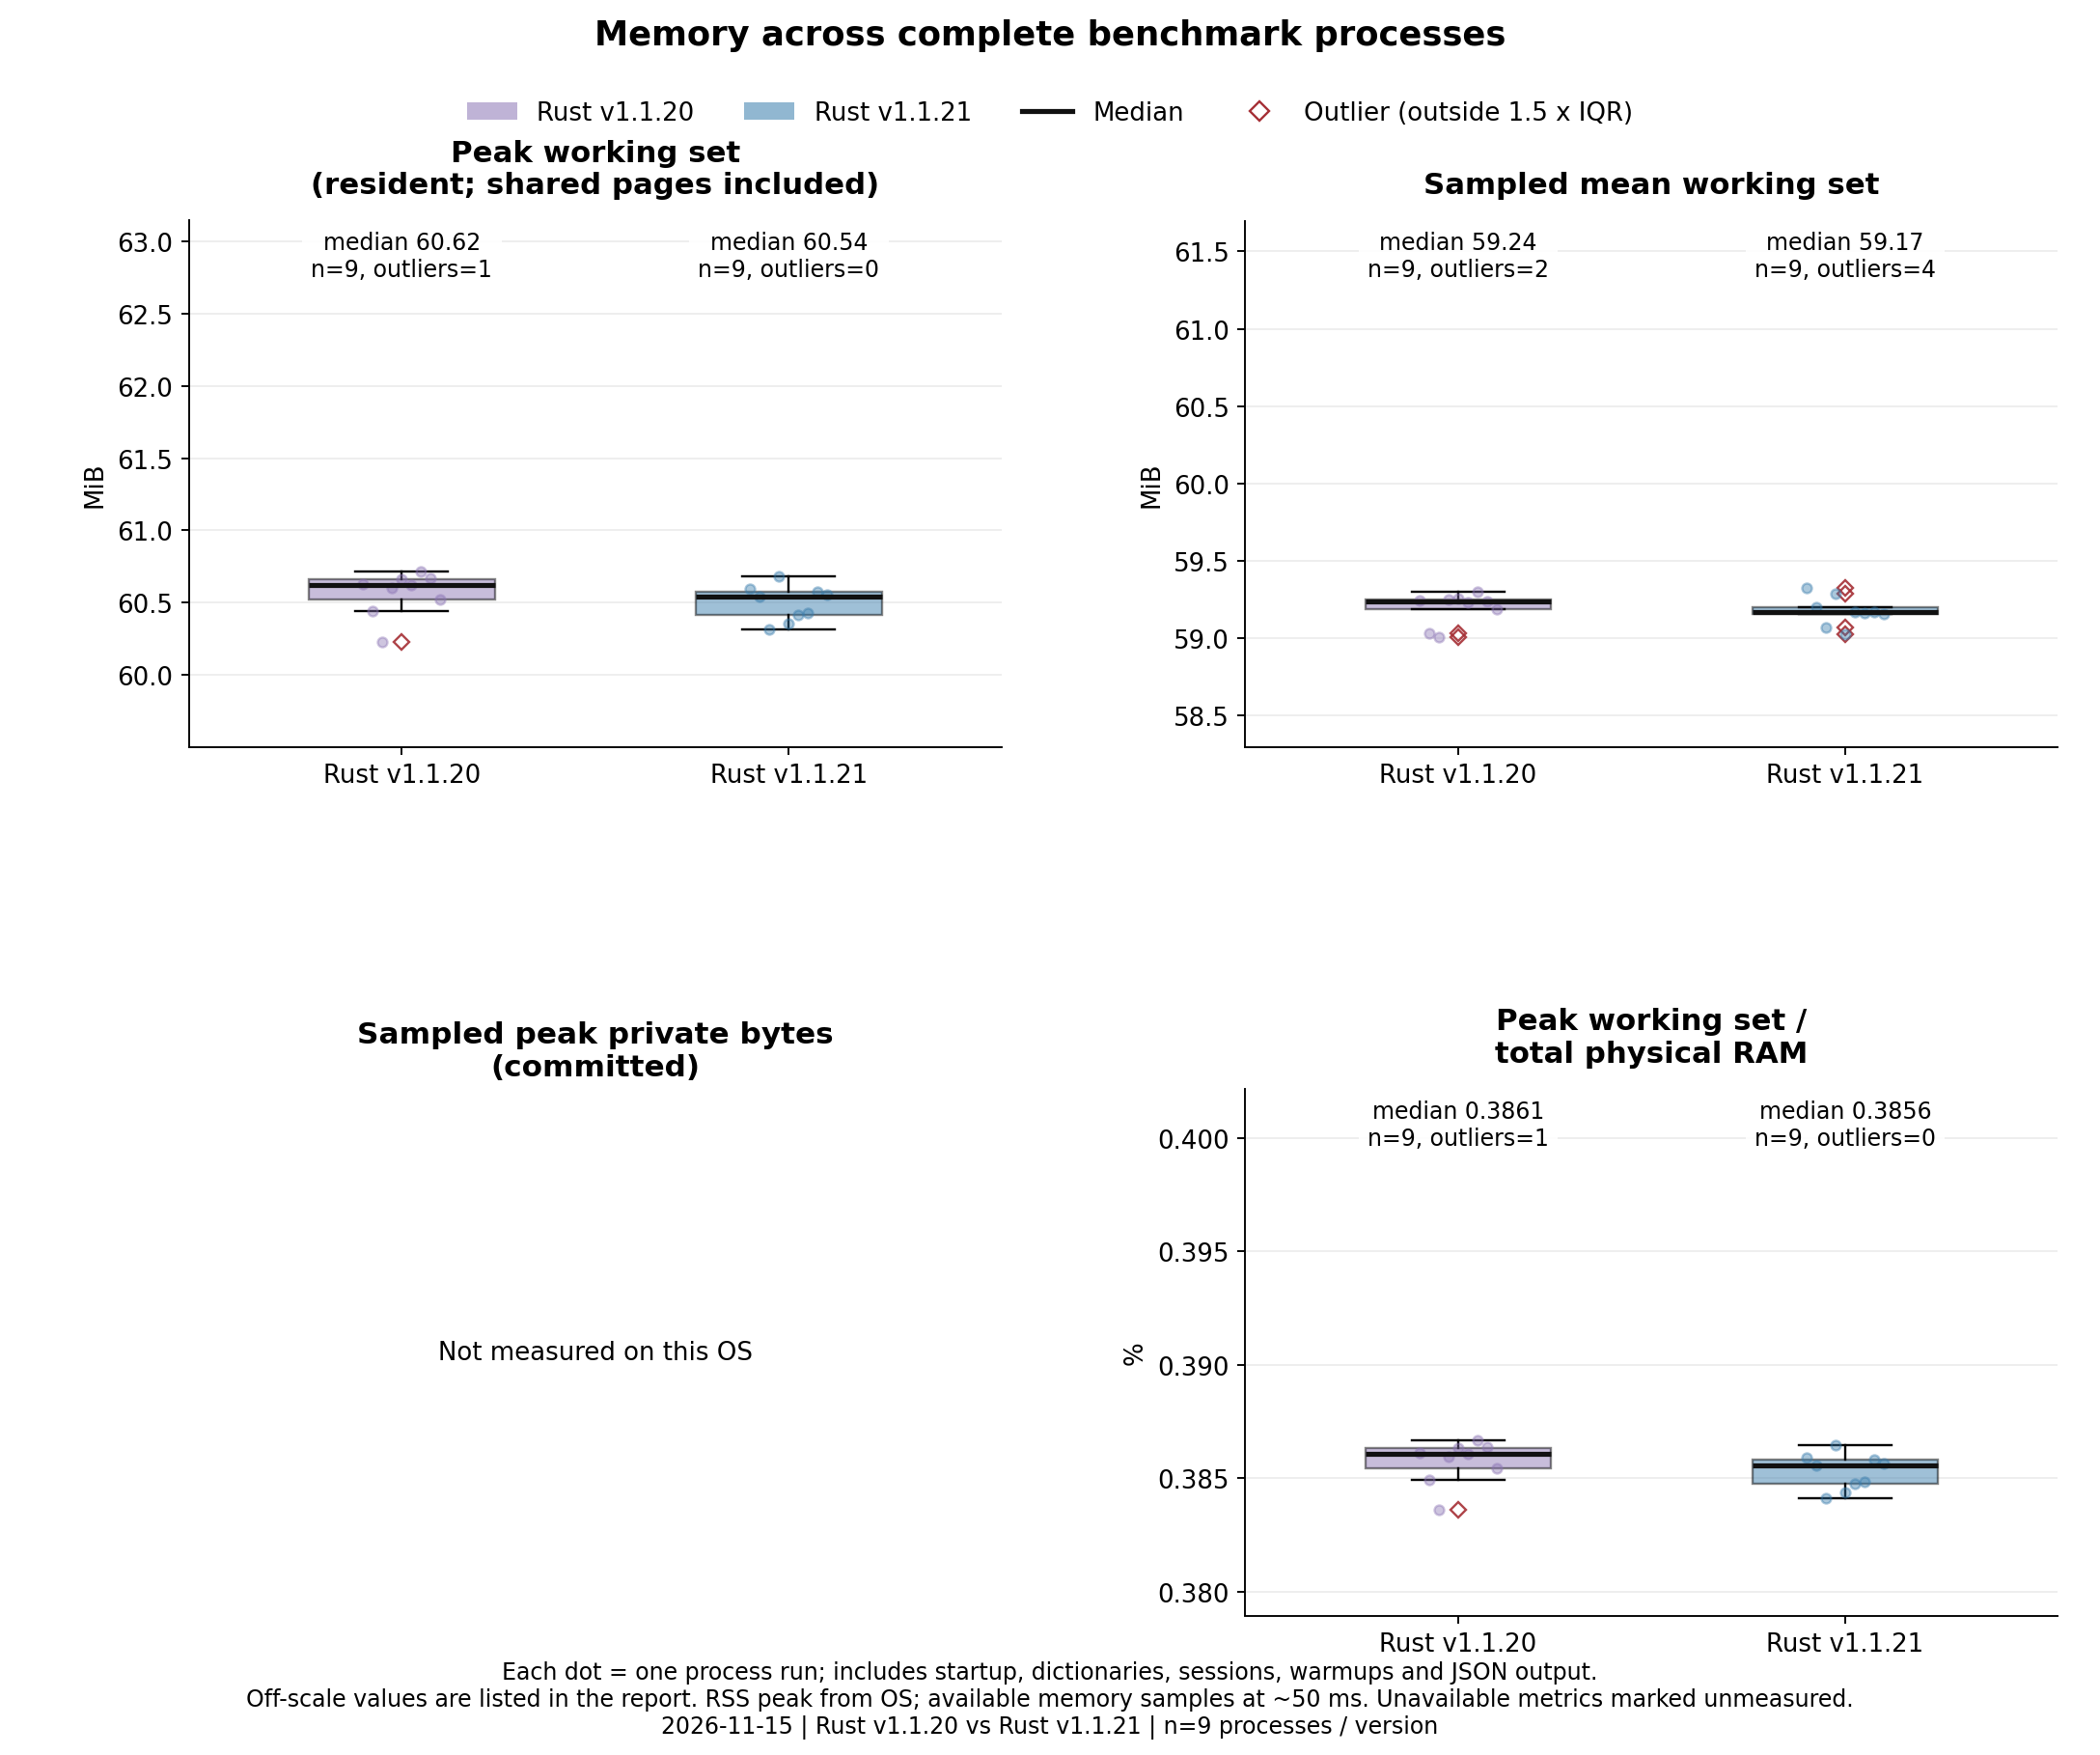 Memory across complete benchmark processes
Rust v1.1.20
Rust v1.1.21
Median
Outlier (outside 1.5 x IQR)
Peak working set
(resident; shared pages included)
median 60.62
n=9, outliers=1
median 60.54
n=9, outliers=0
63.0
62.5
62.0
61.5
61.0
60.5
60.0
MiB
Rust v1.1.20
Rust v1.1.21
Sampled mean working set
median 59.24
n=9, outliers=2
median 59.17
n=9, outliers=4
61.5
61.0
60.5
60.0
59.5
59.0
58.5
MiB
Rust v1.1.20
Rust v1.1.21
Sampled peak private bytes
(committed)
Not measured on this OS
Peak working set /
total physical RAM
median 0.3861
n=9, outliers=1
median 0.3856
n=9, outliers=0
0.400
0.395
0.390
0.385
0.380
%
Rust v1.1.20
Rust v1.1.21
Each dot = one process run; includes startup, dictionaries, sessions, warmups and JSON output.
Off-scale values are listed in the report. RSS peak from OS; available memory samples at ~50 ms. Unavailable metrics marked unmeasured.
2026-11-15 | Rust v1.1.20 vs Rust v1.1.21 | n=9 processes / version